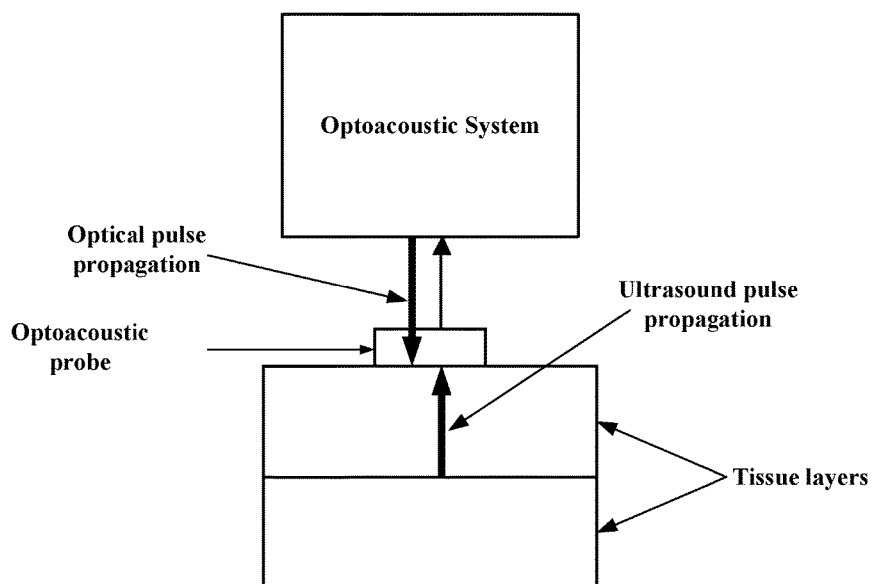 Optoacoustic System
Optical pulse
propagation
Ultrasound pulse
propagation
Optoacoustic
probe
Tissue layers